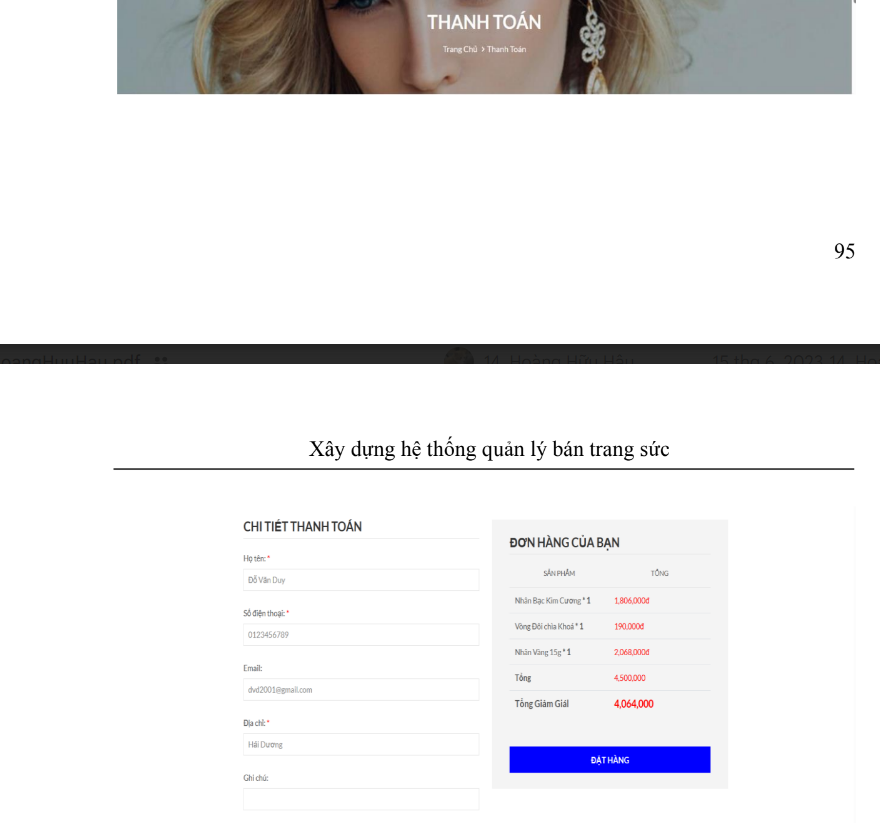 THANH TOÁN
Trang Chủ > Thanh Toán
95
14. Hoàng Hữu Hậu
15 thg 6, 2023 14. Ho
Xây dựng hệ thống quản lý bán trang sức
CHI TIẾT THANH TOÁN
Họ tên: *
Đỗ Văn Duy
Số điện thoại: *
0123456789
Email:
dvd2001@gmail.com
Địa chỉ: *
Hải Dương
Ghi chú:
ĐƠN HÀNG CỦA BẠN
SẢN PHẨM TỔNG
Nhẫn Bạc Kim Cương * 1 1,806,000đ
Vòng Đôi chìa Khoá * 1 190,000đ
Nhẫn Vàng 15g * 1 2,068,000đ
Tổng 4,500,000
Tổng Giảm Giá! 4,064,000
ĐẶT HÀNG